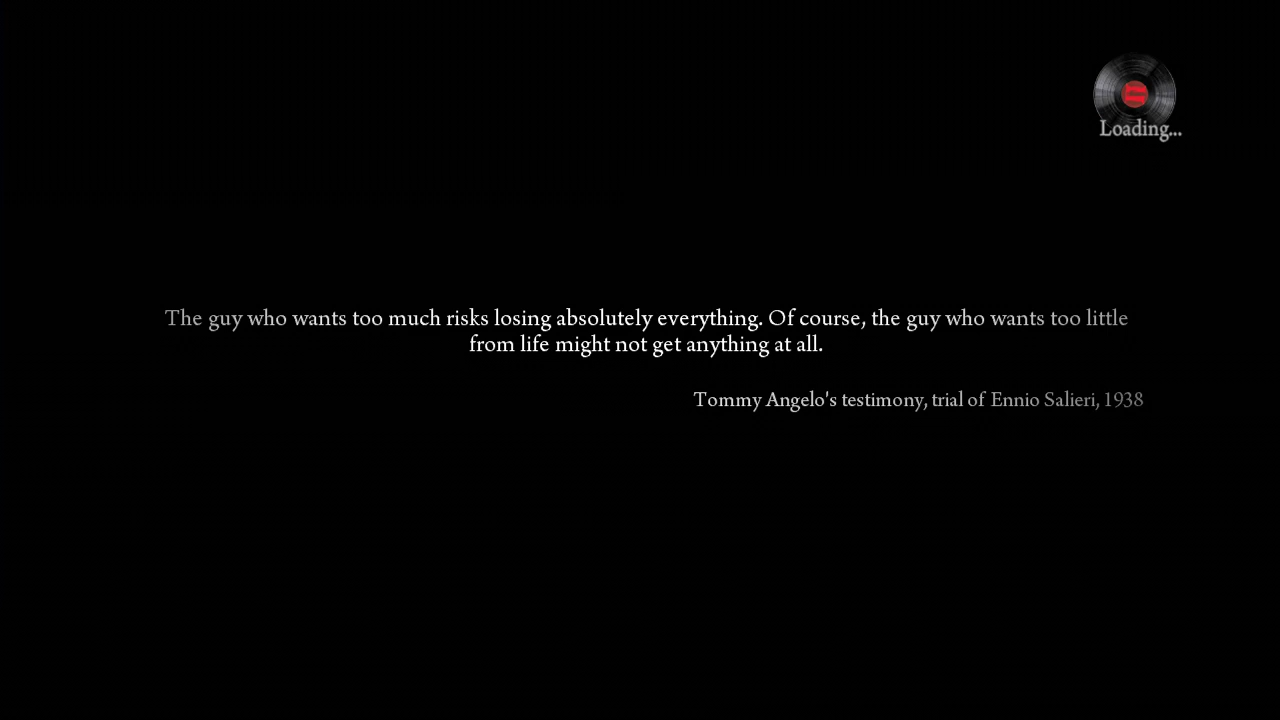 Loading...
The guy who wants too much risks losing absolutely everything. Of course, the guy who wants too little
from life might not get anything at all.
Tommy Angelo's testimony, trial of Ennio Salieri, 1938